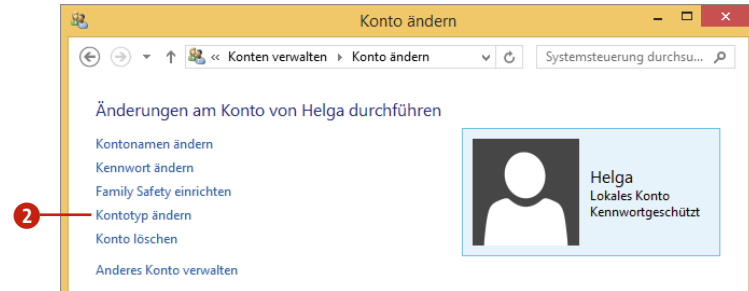 Konto ändern
« Konten verwalten Konto ändern
Systemsteuerung durchsu...
Änderungen am Konto von Helga durchführen
Kontonamen ändern
Kennwort ändern
Family Safety einrichten
2
Kontotyp ändern
Konto löschen
Anderes Konto verwalten
Helga
Lokales Konto
Kennwortgeschützt